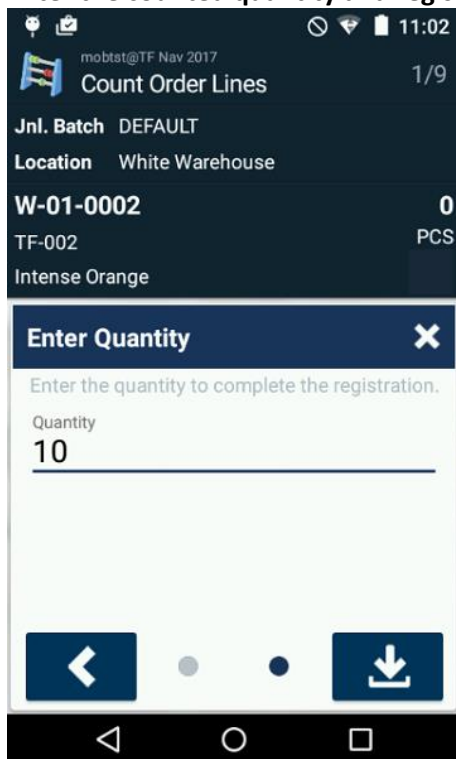 11:02
mobtst@TF Nav 2017
Count Order Lines 1/9
Jnl. Batch DEFAULT
Location White Warehouse
W-01-0002 0
TF-002 PCS
Intense Orange
Enter Quantity
Enter the quantity to complete the registration.
Quantity
10